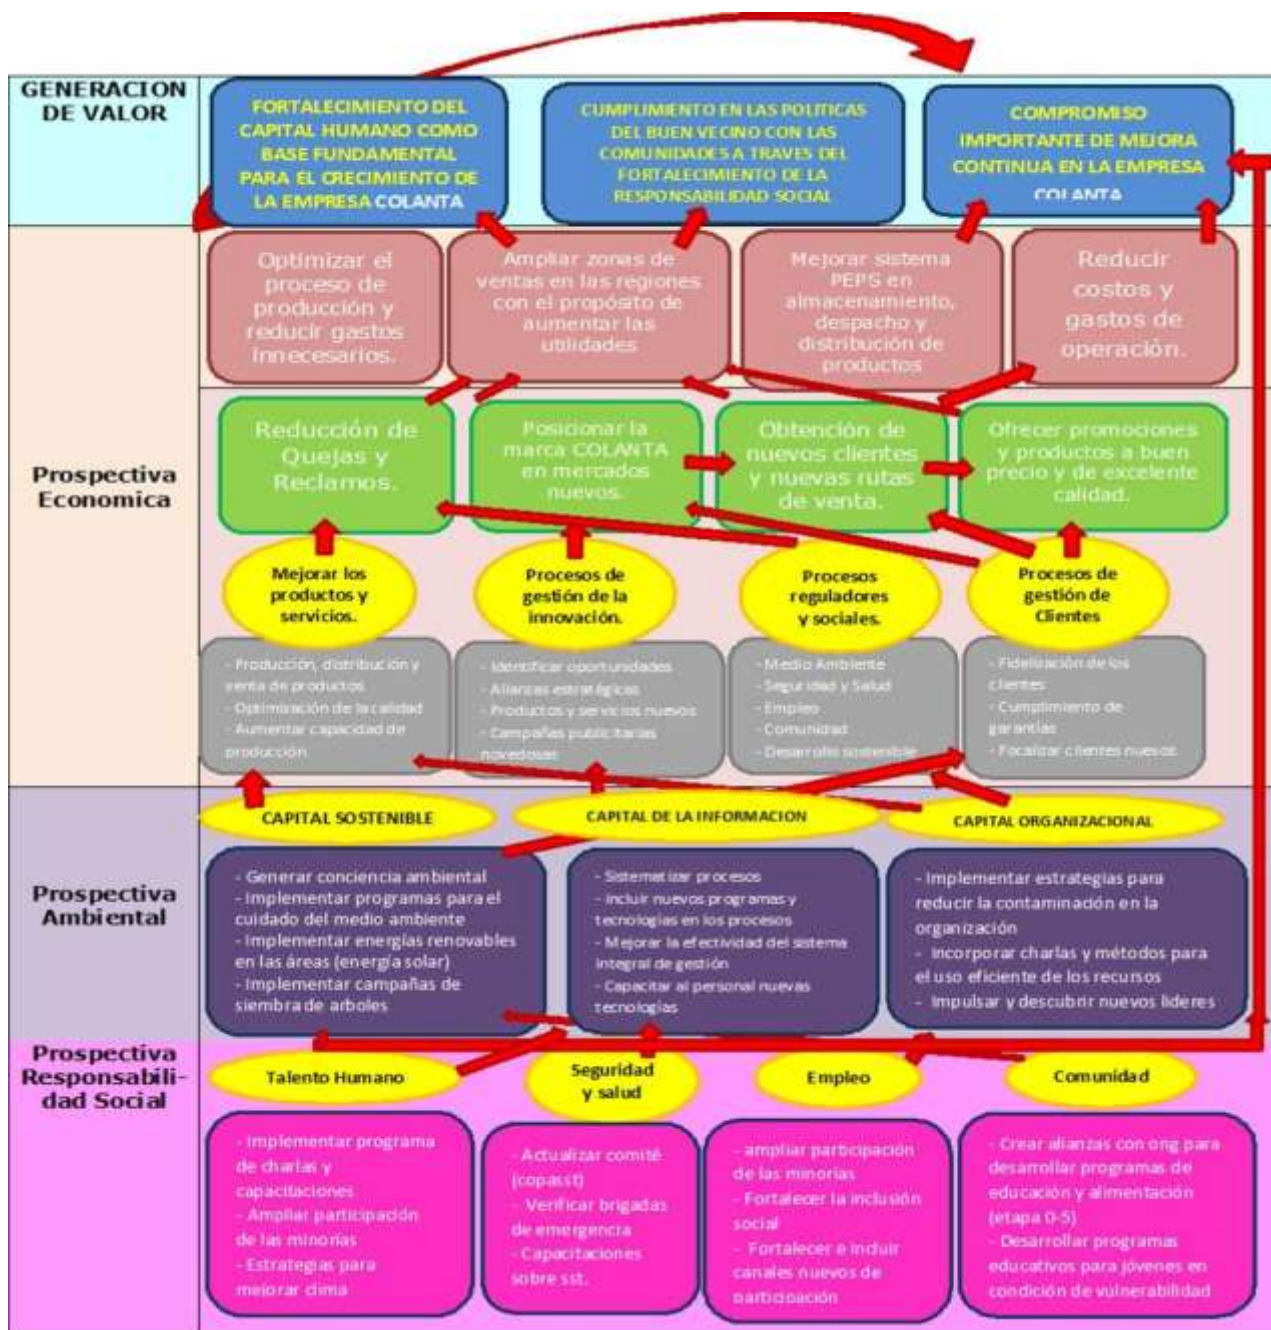 GENERACION
DE VALOR
FORTALECIMIENTO DEL
CAPITAL HUMANO COMO
BASE FUNDAMENTAL
PARA EL CRECIMIENTO DE
LA EMPRESA COLANTA
CUMPLIMIENTO EN LAS POLITICAS
DEL BUEN VECINO CON LAS
COMUNIDADES A TRAVES DEL
FORTALECIMIENTO DE LA
RESPONSABILIDAD SOCIAL
COMPROMISO
IMPORTANTE DE MEJORA
CONTINUA EN LA EMPRESA
COLANTA
Optimizar el
proceso de
producción y
reducir gastos
innecesarios.
Ampliar zonas de
ventas en las regiones
con el propósito de
aumentar las
utilidades
Mejorar sistema
PEPS en
almacenamiento,
despacho y
distribución de
productos
Reducir
costos y
gastos de
operación.
Prospectiva
Economica
Reducción de
Quejas y
Reclamos.
Posicionar la
marca COLANTA
en mercados
nuevos.
Obtención de
nuevos clientes
y nuevas rutas
de venta.
Ofrecer promociones
y productos a buen
precio y de excelente
calidad.
Mejorar los
productos y
servicios.
Procesos de
gestión de la
innovación.
Procesos
reguladores
y sociales.
Procesos de
gestión de
Clientes
- Producción, distribución y
venta de productos
- Optimización de la calidad
- Aumentar capacidad de
producción
- Identificar oportunidades
- Alianzas estratégicas
- Productos y servicios nuevos
- Campañas publicitarias
novedosas
- Medio Ambiente
- Seguridad y Salud
- Empleo
- Comunidad
- Desarrollo sostenible
- Fidelización de los
clientes
- Cumplimiento de
garantías
- Focalizar clientes nuevos
Prospectiva
Ambiental
CAPITAL SOSTENIBLE
CAPITAL DE LA INFORMACION
CAPITAL ORGANIZACIONAL
- Generar conciencia ambiental
- Implementar programas para el
cuidado del medio ambiente
- Implementar energías renovables
en las áreas (energía solar)
- Implementar campañas de
siembra de arboles
- Sistematizar procesos
- Incluir nuevos programas y
tecnologías en los procesos
- Mejorar la efectividad del sistema
integral de gestión
- Capacitar al personal nuevas
tecnologías
- Implementar estrategias para
reducir la contaminación en la
organización
- Incorporar charlas y métodos para
el uso eficiente de los recursos
- Impulsar y descubrir nuevos lideres
Prospectiva
Responsabili-
dad Social
Talento Humano
Seguridad
y salud
Empleo
Comunidad
- Implementar programa
de charlas y
capacitaciones
- Ampliar participación
de las minorías
- Estrategias para
mejorar clima
- Actualizar comité
(copasst)
- Verificar brigadas
de emergencia
- Capacitaciones
sobre sst.
- ampliar participación
de las minorías
- Fortalecer la inclusión
social
- Fortalecer e incluir
canales nuevos de
participación
- Crear alianzas con ong para
desarrollar programas de
educación y alimentación
(etapa 0-5)
- Desarrollar programas
educativos para jóvenes en
condición de vulnerabilidad